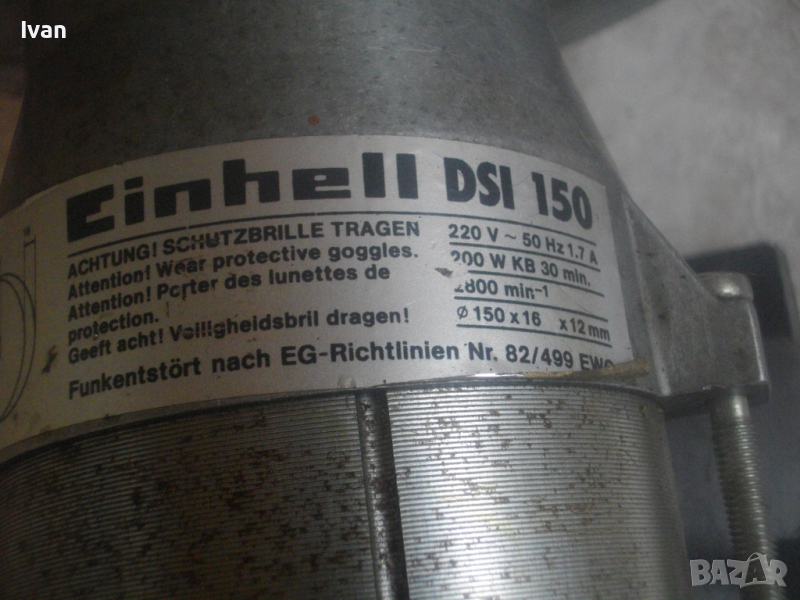 Ivan
Einhell DSI 150
ACHTUNG! SCHUTZBRILLE TRAGEN
Attention! Wear protective goggles.
Attention! Porter des lunettes de
protection.
Geeft acht! Veiligheidsbril dragen!
220 V ~ 50 Hz 1.7 A
200 W KB 30 min.
2800 min-1
ø 150 x 16 x 12 mm
Funkentstört nach EG-Richtlinien Nr. 82/499 EWG
BAZAR